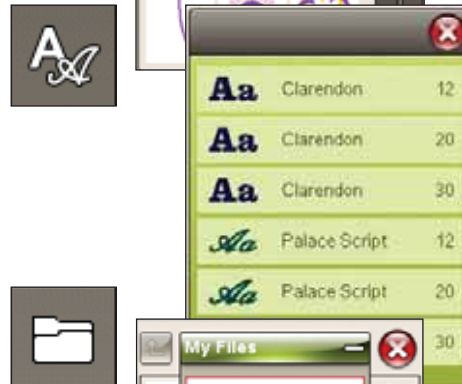 AA
Aa Clarendon 12
Aa Clarendon 20
Aa Clarendon 30
Aa Palace Script 12
Aa Palace Script 20
30
My Files